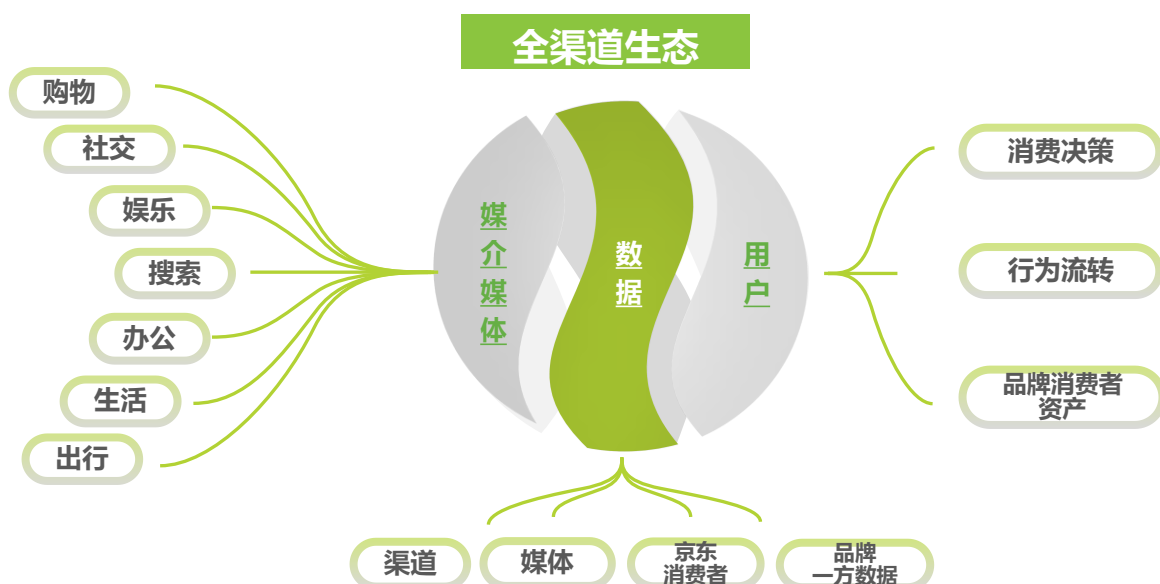 全渠道生态
购物
社交
娱乐
搜索
办公
生活
出行
媒
介
媒
体
数
据
用
户
消费决策
行为流转
品牌消费者
资产
渠道
媒体
京东
消费者
品牌
一方数据